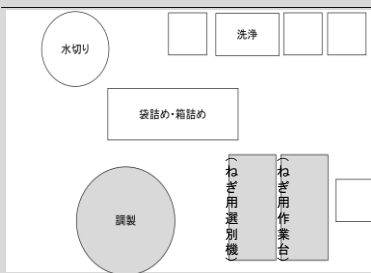 水切り
洗浄
袋詰め・箱詰め
調製
（ねぎ用選別機）
（ねぎ用作業台）